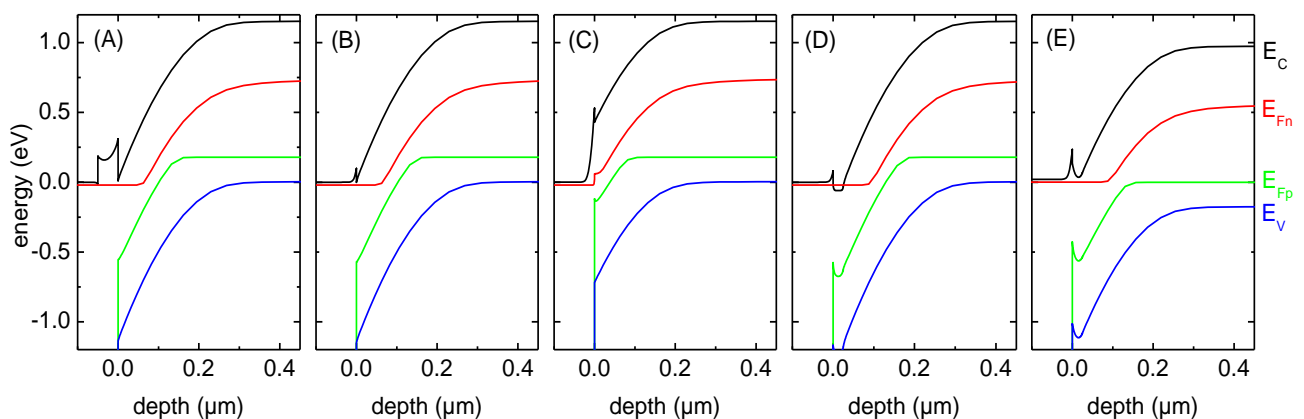 (A)
(B)
(C)
(D)
(E)
energy (eV)
1.0
0.5
0.0
-0.5
-1.0
E_C
E_Fn
E_Fp
E_V
0.0 0.2 0.4
0.0 0.2 0.4
0.0 0.2 0.4
0.0 0.2 0.4
0.0 0.2 0.4
depth (μm)
depth (μm)
depth (μm)
depth (μm)
depth (μm)